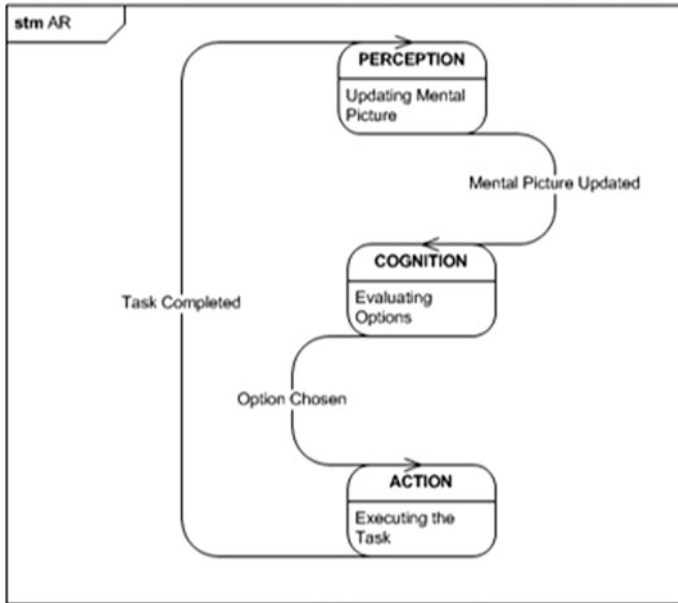 stm AR
PERCEPTION
Updating Mental
Picture
Mental Picture Updated
COGNITION
Evaluating
Options
Task Completed
Option Chosen
ACTION
Executing the
Task